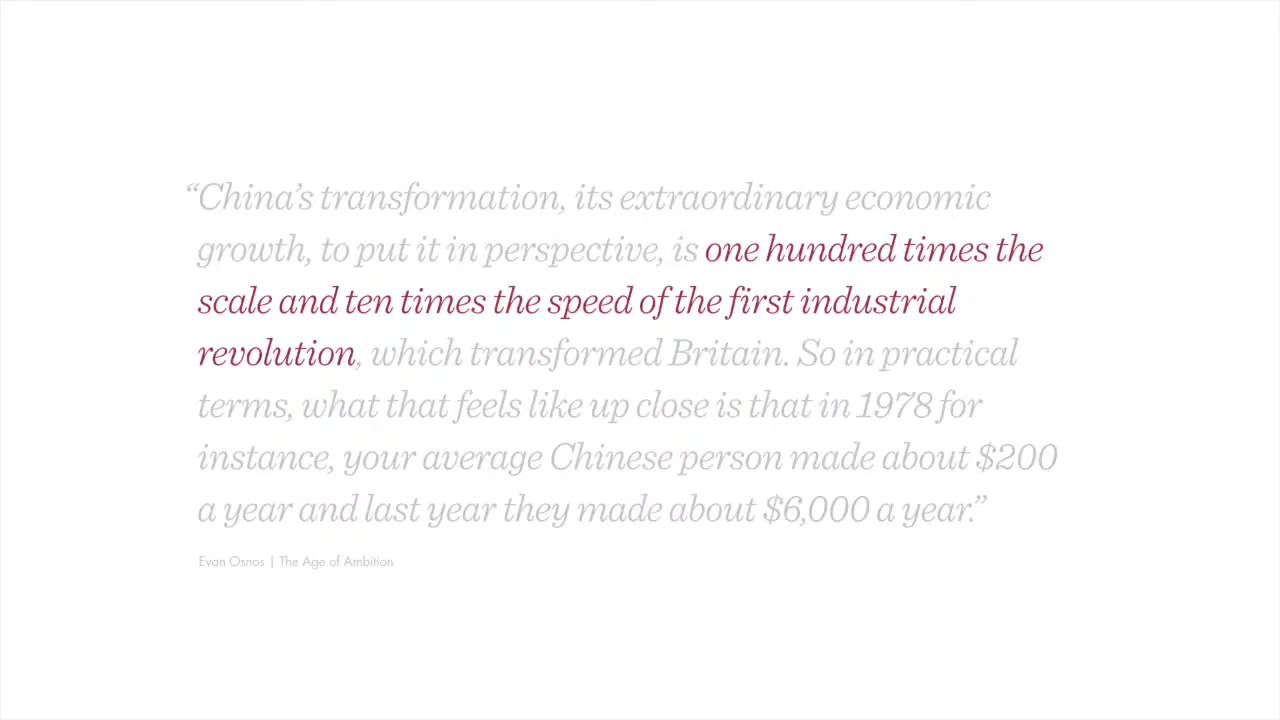 “China’s transformation, its extraordinary economic
growth, to put it in perspective, is one hundred times the
scale and ten times the speed of the first industrial
revolution, which transformed Britain. So in practical
terms, what that feels like up close is that in 1978 for
instance, your average Chinese person made about $200
a year and last year they made about $6,000 a year.”
Evan Osnos | The Age of Ambition